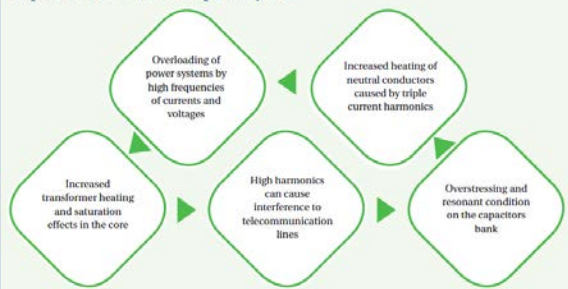 Overloading of
power systems by
high frequencies
of currents and
voltages
Increased heating of
neutral conductors
caused by triple
current harmonics
Increased
transformer heating
and saturation
effects in the core
High harmonics
can cause
interference to
telecommunication
lines
Overstressing and
resonant condition
on the capacitors
bank